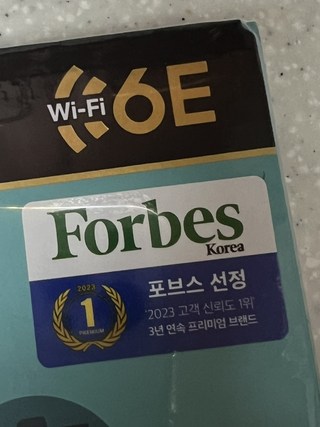 Wi-Fi 6E
Forbes
Korea
2023
1
PREMIUM
포브스 선정
'2023 고객 신뢰도 1위'
3년 연속 프리미엄 브랜드